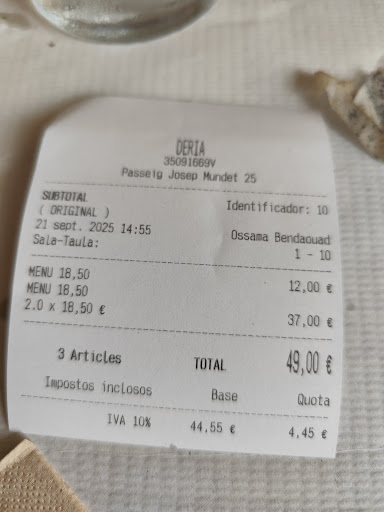 DERIA
35091669V
Passeig Josep Mundet 25
SUBTOTAL
( ORIGINAL ) Identificador: 10
21 sept. 2025 14:55
Sala-Taula: Ossama Bendaouad
1 - 10
MENU 18,50 12,00 €
MENU 18,50
2.0 x 18,50 € 37,00 €
3 Articles TOTAL 49,00 €
Impostos inclosos Base Quota
IVA 10% 44,55 € 4,45 €